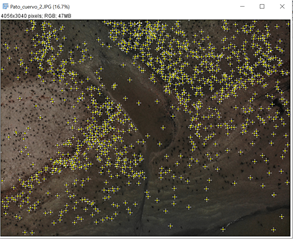 Pato_cuervo_2.JPG (16.7%)
4056x3040 pixels; RGB; 47MB